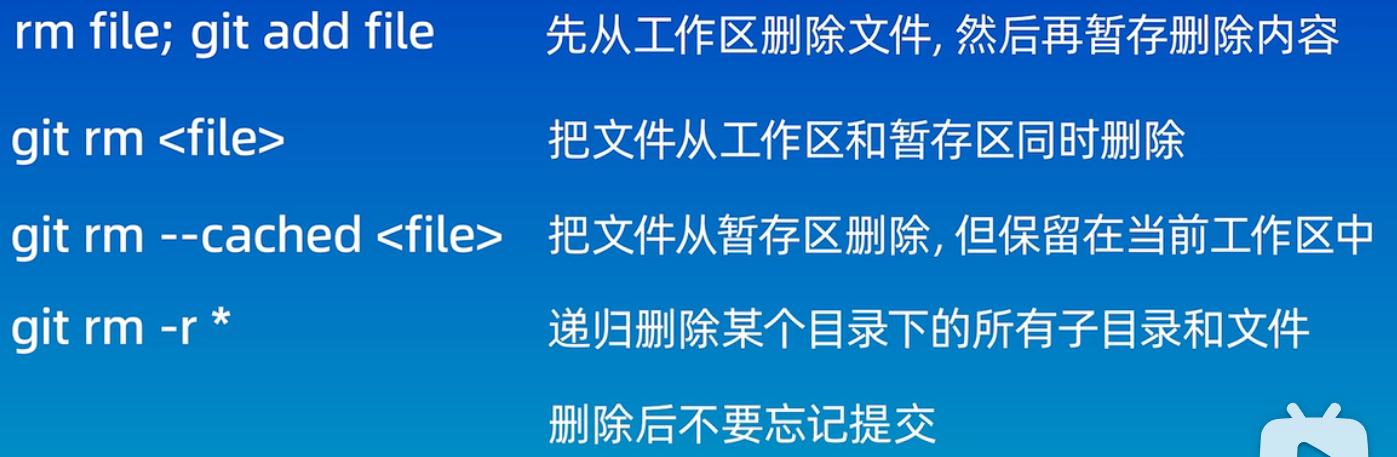 rm file; git add file 先从工作区删除文件, 然后再暂存删除内容
git rm <file> 把文件从工作区和暂存区同时删除
git rm --cached <file> 把文件从暂存区删除, 但保留在当前工作区中
git rm -r * 递归删除某个目录下的所有子目录和文件
删除后不要忘记提交